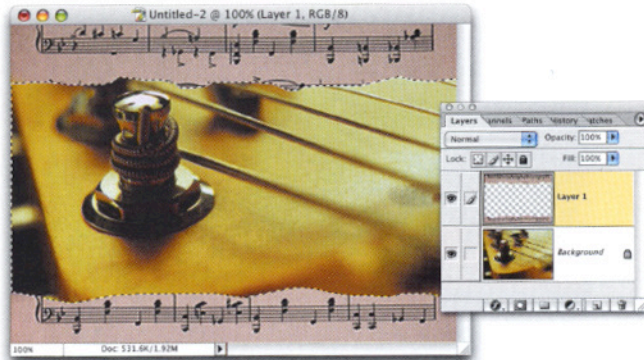 Untitled-2 @ 100% (Layer 1, RGB/8)
100%
Doc: 531.6K/1.92M
Layers
Paths
History
Normal
Opacity: 100%
Lock:
Fill: 100%
Layer 1
Background